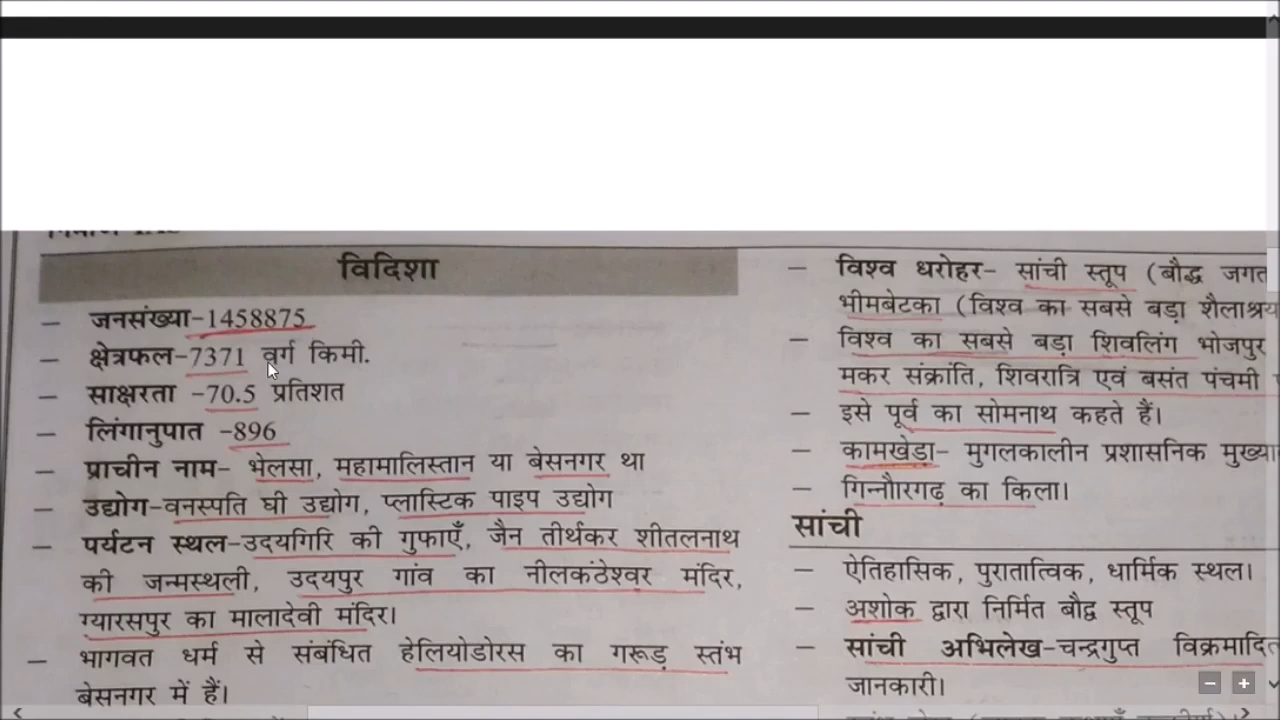 विदिशा
– जनसंख्या-1458875
– क्षेत्रफल-7371 वर्ग किमी.
– साक्षरता -70.5 प्रतिशत
– लिंगानुपात -896
– प्राचीन नाम- भेलसा, महामालिस्तान या बेसनगर था
– उद्योग-वनस्पति घी उद्योग, प्लास्टिक पाइप उद्योग
– पर्यटन स्थल-उदयगिरि की गुफाएँ, जैन तीर्थकर शीतलनाथ
की जन्मस्थली, उदयपुर गांव का नीलकंठेश्वर मंदिर,
ग्यारसपुर का मालादेवी मंदिर।
– भागवत धर्म से संबंधित हेलियोडोरस का गरूड़ स्तंभ
बेसनगर में हैं।
– विश्व धरोहर- सांची स्तूप (बौद्ध जगत
भीमबेटका (विश्व का सबसे बड़ा शैलाश्रय
– विश्व का सबसे बड़ा शिवलिंग भोजपुर
मकर संक्रांति, शिवरात्रि एवं बसंत पंचमी
– इसे पूर्व का सोमनाथ कहते हैं।
– कामखेड़ा- मुगलकालीन प्रशासनिक मुख्या
– गिन्नौारगढ़ का किला।
सांची
– ऐतिहासिक, पुरातात्विक, धार्मिक स्थल।
– अशोक द्वारा निर्मित बौद्व स्तूप
– सांची अभिलेख-चन्द्रगुप्त विक्रमादित
जानकारी।